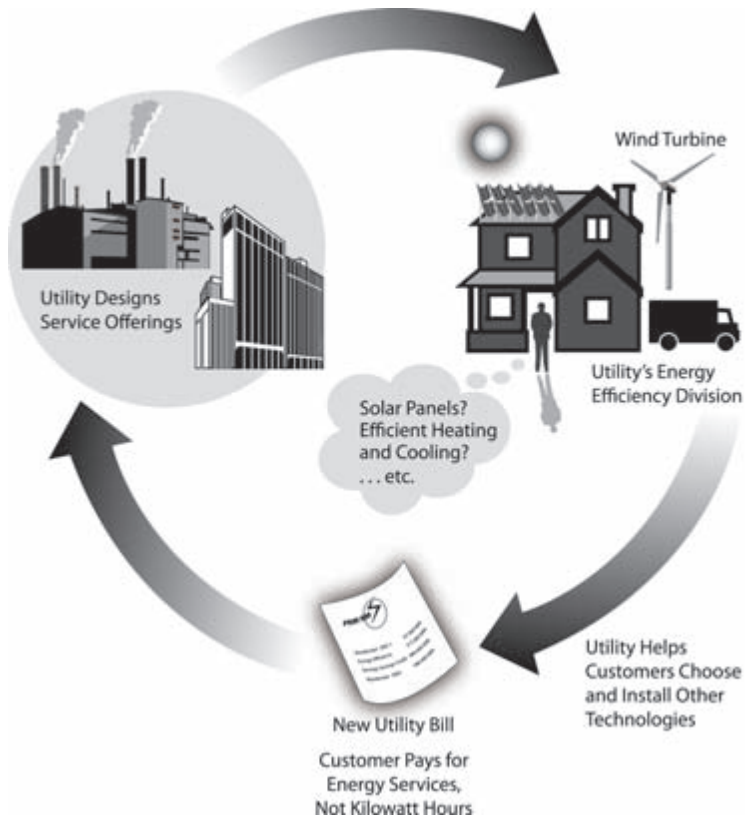 Utility Designs
Service Offerings
Wind Turbine
Utility's Energy
Efficiency Division
Solar Panels?
Efficient Heating
and Cooling?
. . . etc.
Utility Helps
Customers Choose
and Install Other
Technologies
New Utility Bill
Customer Pays for
Energy Services,
Not Kilowatt Hours